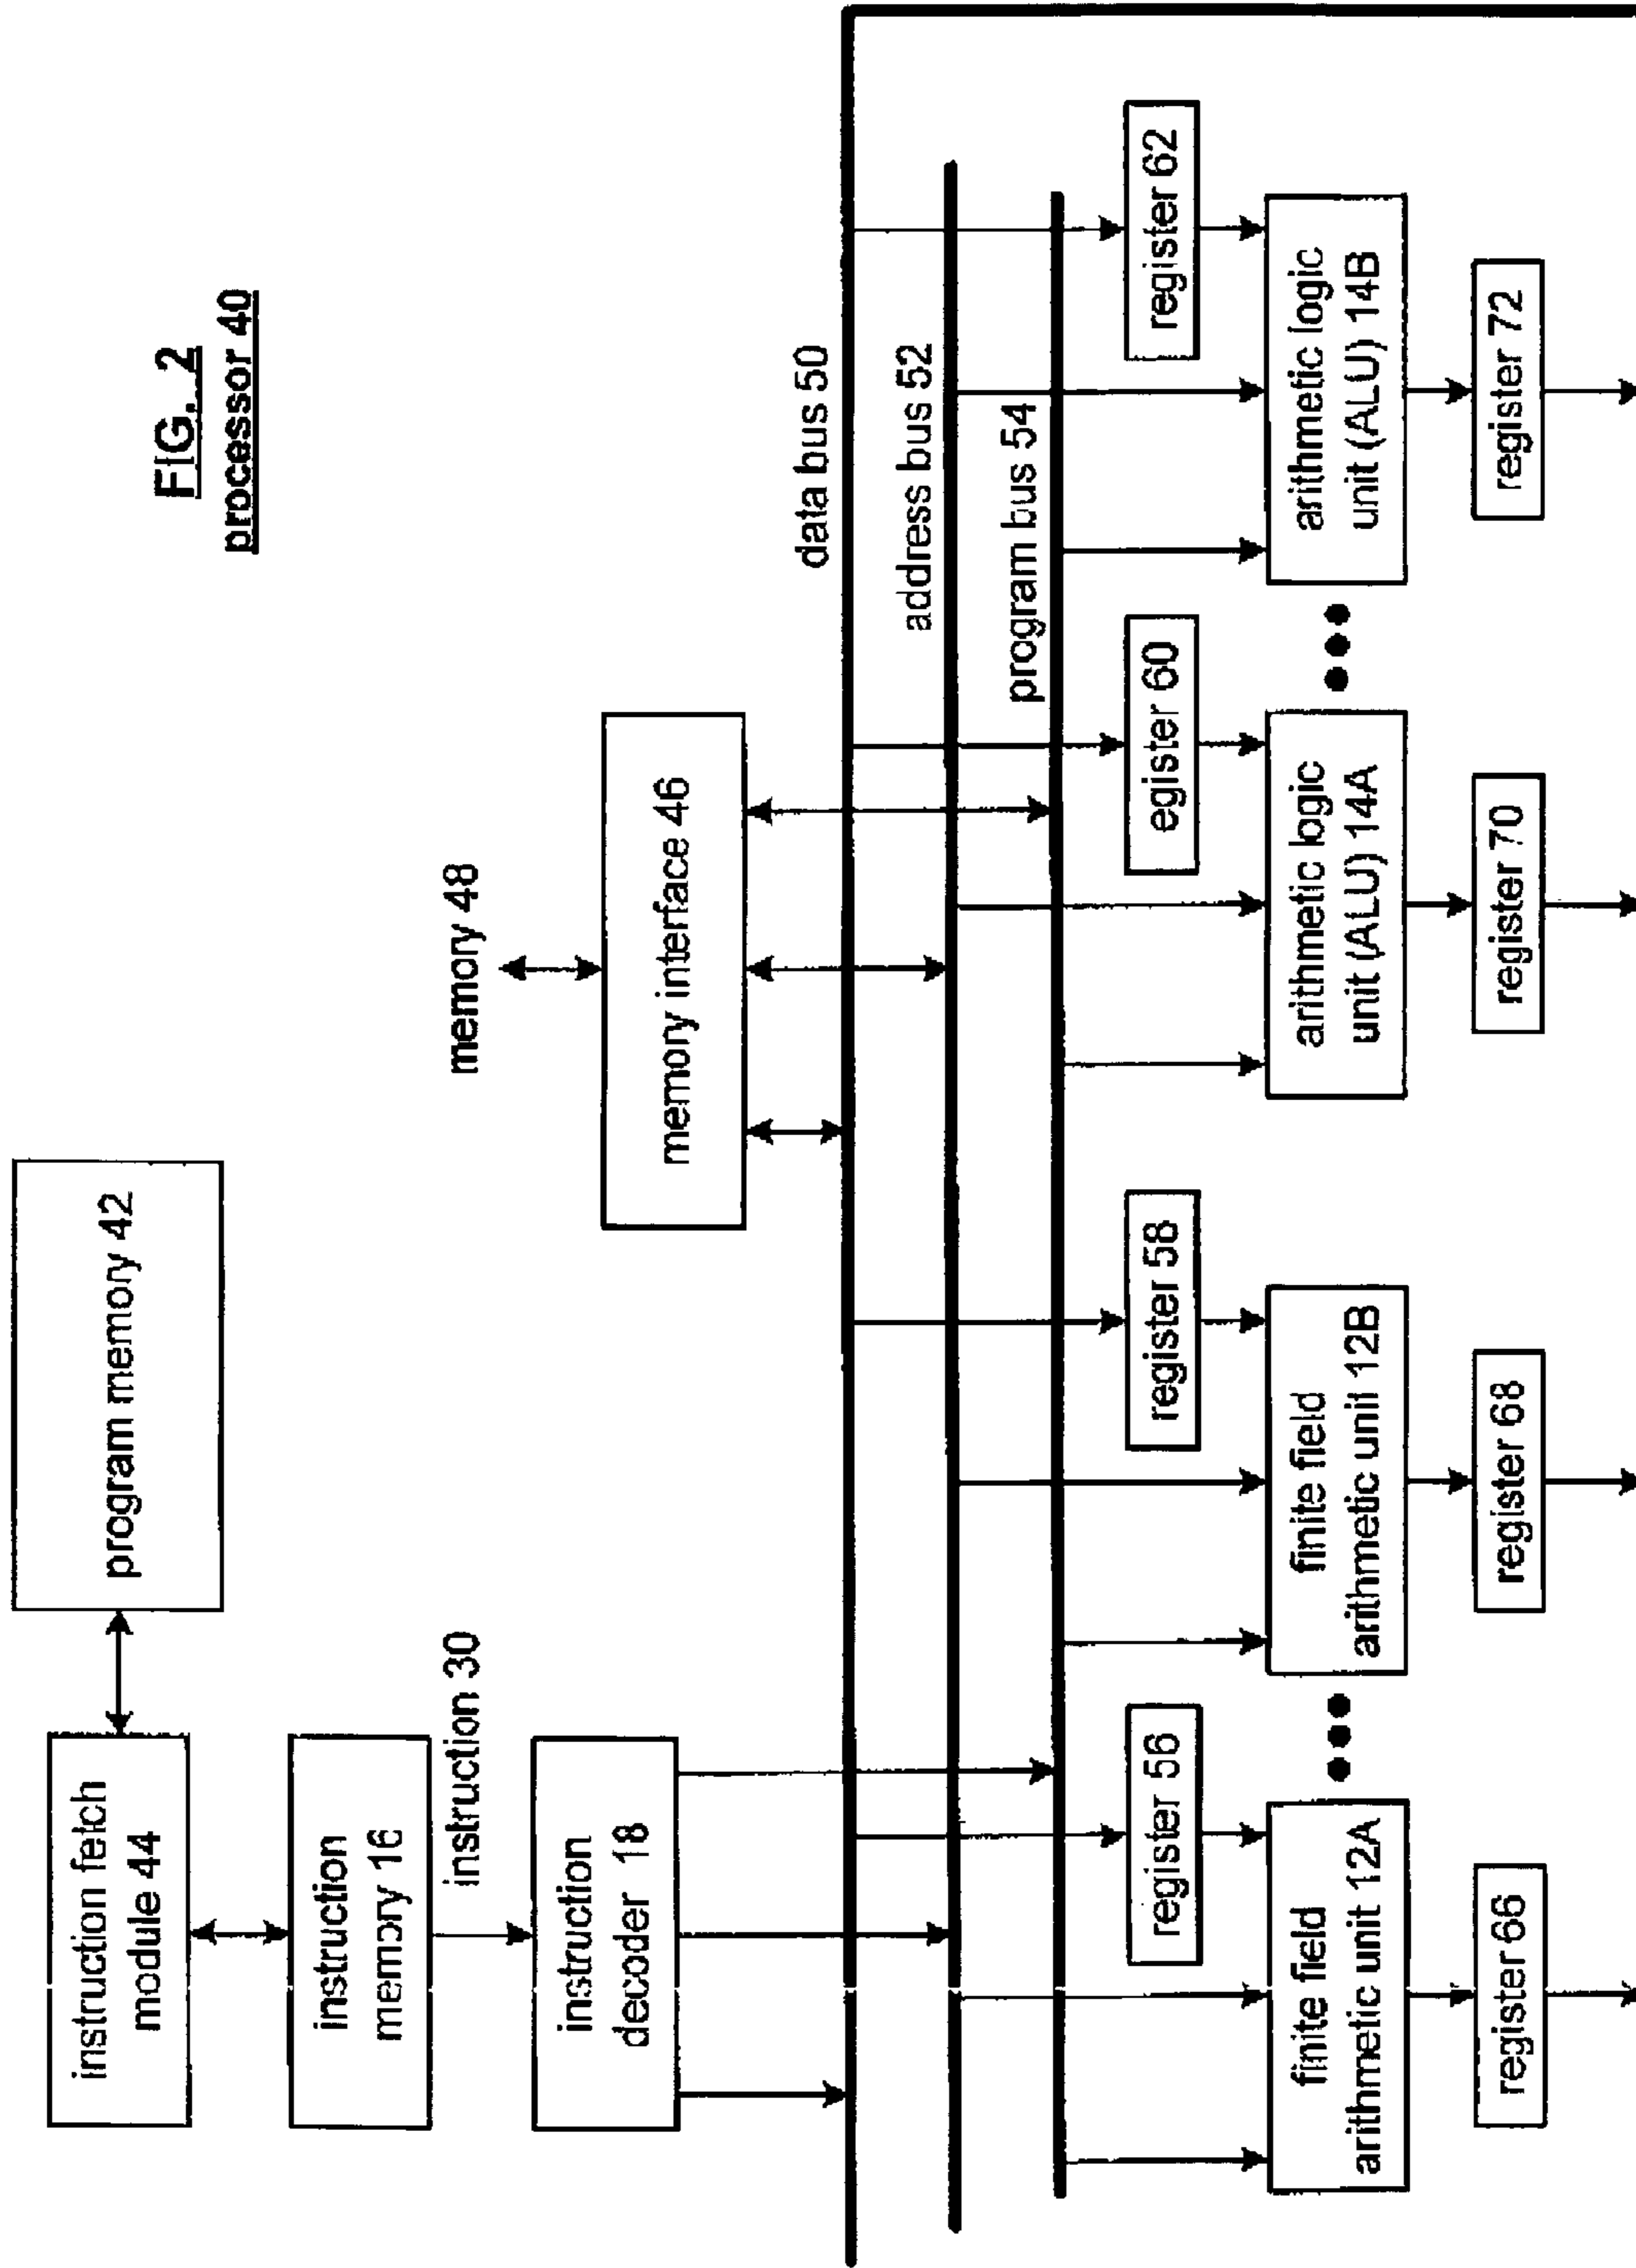 FIG. 2
processor 40
program memory 42
instruction fetch
module 44
instruction
memory 16
instruction 30
instruction
decoder 18
memory 48
memory interface 46
data bus 50
address bus 52
program bus 54
register 56
register 58
egister 60
register 62
finite field
arithmetic unit 12A
finite field
arithmetic unit 12B
arithmetic logic
unit (ALU) 14A
arithmetic logic
unit (ALU) 14B
register 66
register 68
register 70
register 72